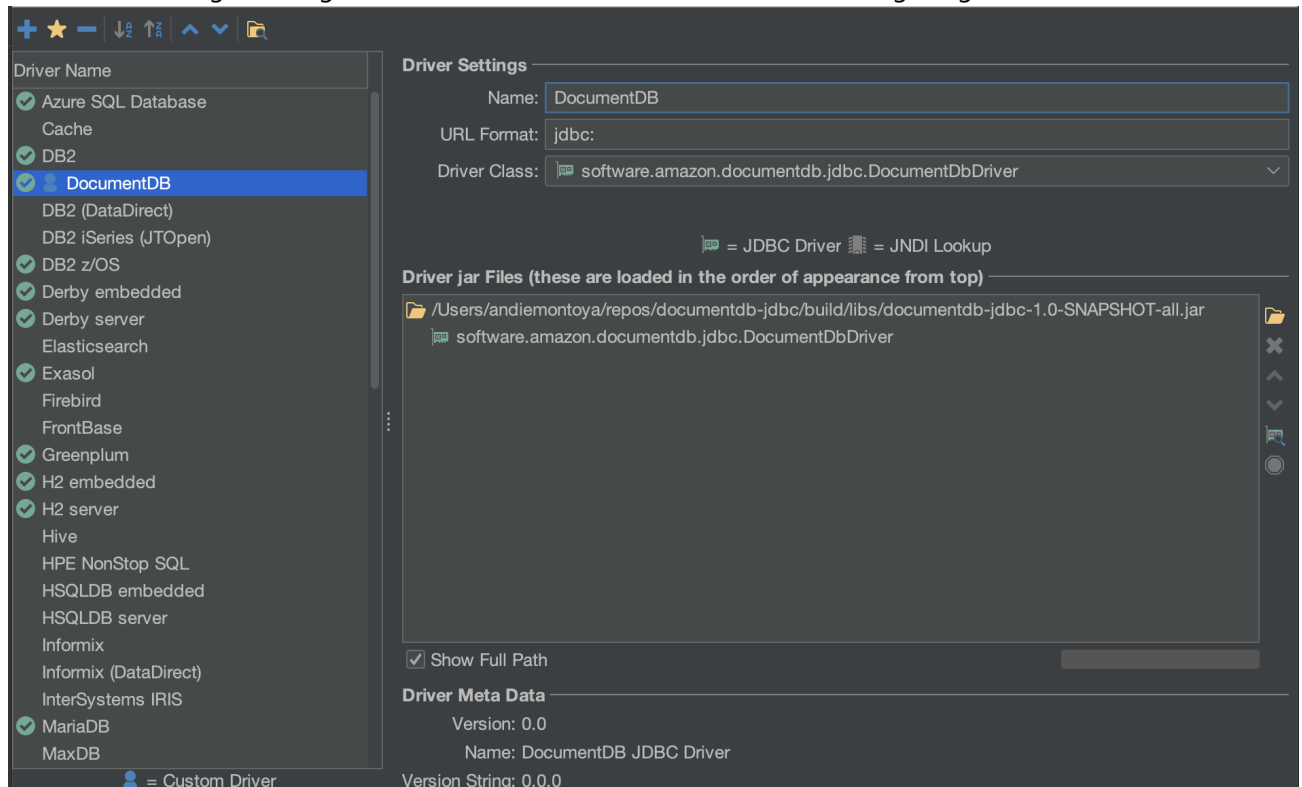 Driver Name
Azure SQL Database
Cache
DB2
DocumentDB
DB2 (DataDirect)
DB2 iSeries (JTOpen)
DB2 z/OS
Derby embedded
Derby server
Elasticsearch
Exasol
Firebird
FrontBase
Greenplum
H2 embedded
H2 server
Hive
HPE NonStop SQL
HSQLDB embedded
HSQLDB server
Informix
Informix (DataDirect)
InterSystems IRIS
MariaDB
MaxDB
= Custom Driver
Driver Settings
Name: DocumentDB
URL Format: jdbc:
Driver Class: software.amazon.documentdb.jdbc.DocumentDbDriver
= JDBC Driver = JNDI Lookup
Driver jar Files (these are loaded in the order of appearance from top)
/Users/andiemontoya/repos/documentdb-jdbc/build/libs/documentdb-jdbc-1.0-SNAPSHOT-all.jar
software.amazon.documentdb.jdbc.DocumentDbDriver
Show Full Path
Driver Meta Data
Version: 0.0
Name: DocumentDB JDBC Driver
Version String: 0.0.0